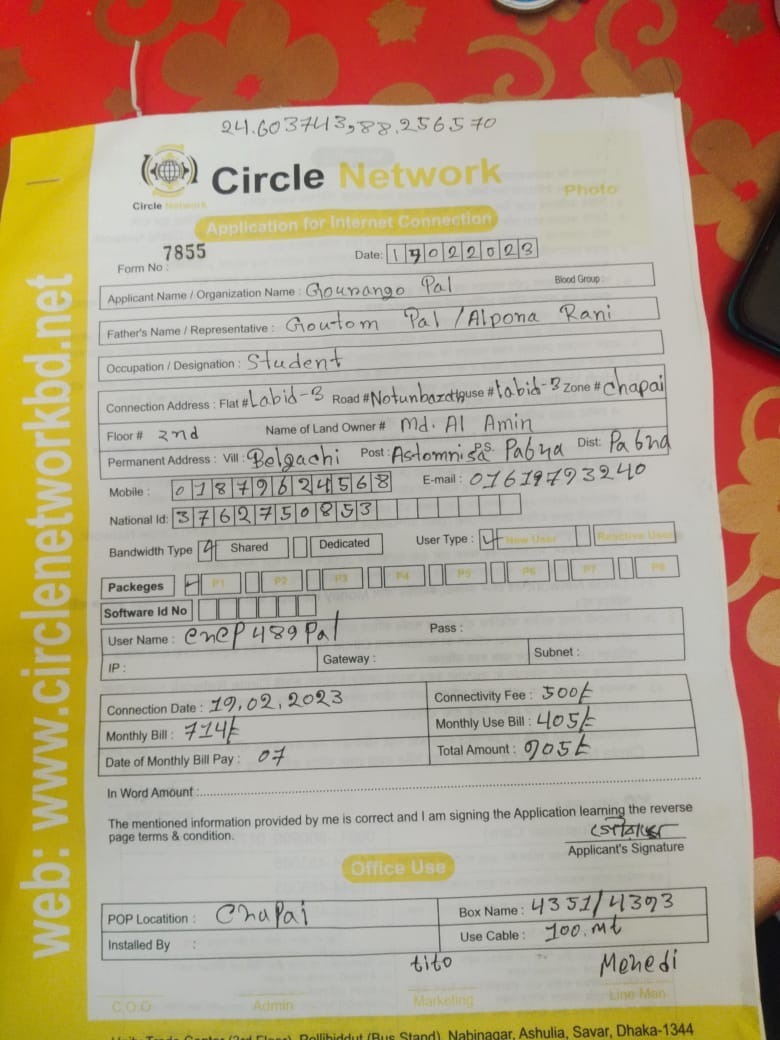 24.603743,88.256570
Circle Network
Circle Network
Photo
Application for Internet Connection
Form No : 7855
Date: 19022023
Applicant Name / Organization Name : Gourango Pal Blood Group :
Father's Name / Representative : Goutom Pal / Alpona Rani
Occupation / Designation : Student
Connection Address : Flat # Labid-3 Road # Notunbazar House # labid-3 Zone # chapai
Floor # 2nd Name of Land Owner # Md. Al Amin
Permanent Address : Vill : Belgachi Post : P.S. Pabna Dist: Pabna
Mobile : 01879624568 E-mail : 01619793240
National Id: 3762750853
Bandwidth Type Shared Dedicated User Type : New User Reactive User
Packeges P1 P2 P3 P4 P5 P6 P7 P8
Software Id No
User Name : cncp489pal Pass :
IP : Gateway : Subnet :
Connection Date : 19.02.2023 Connectivity Fee : 500/-
Monthly Bill : 714/- Monthly Use Bill : 405/-
Date of Monthly Bill Pay : 07 Total Amount : 905/-
In Word Amount :
The mentioned information provided by me is correct and I am signing the Application learning the reverse
page terms & condition.
Applicant's Signature
Office Use
POP Locatition : Chapai Box Name : 4351/4393
Installed By : Use Cable : 100.mt
tito Mehedi
C.O.O Admin Marketing Line Man
(Bus Stand), Nabinagar, Ashulia, Savar, Dhaka-1344
web: www.circlenetworkbd.net